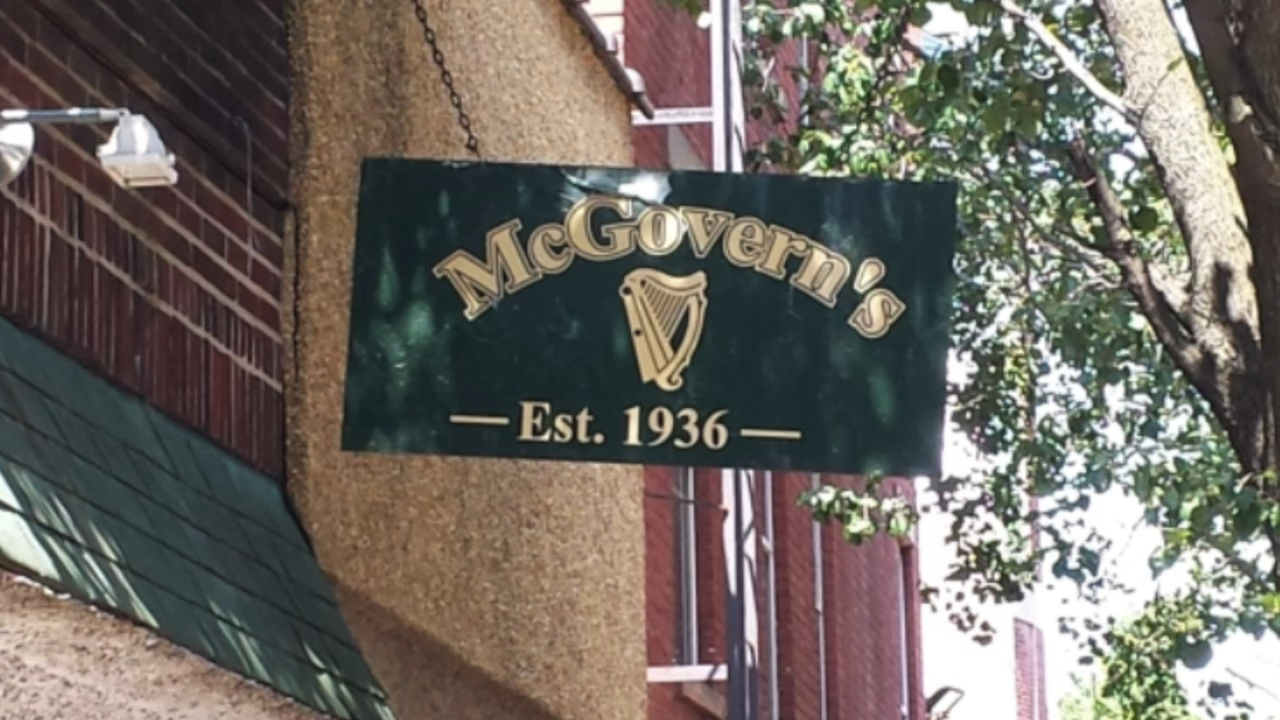 McGovern's
— Est. 1936 —